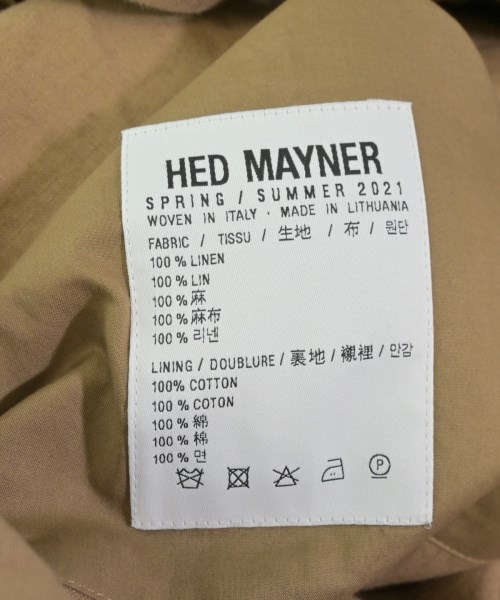 HED MAYNER
SPRING / SUMMER 2021
WOVEN IN ITALY · MADE IN LITHUANIA
FABRIC / TISSU / 生地 / 布 / 원단
100 % LINEN
100 % LIN
100 % 麻
100 % 麻布
100 % 리넨
LINING / DOUBLURE / 裏地 / 襯裡 / 안감
100% COTTON
100 % COTON
100 % 綿
100 % 棉
100 % 면
P